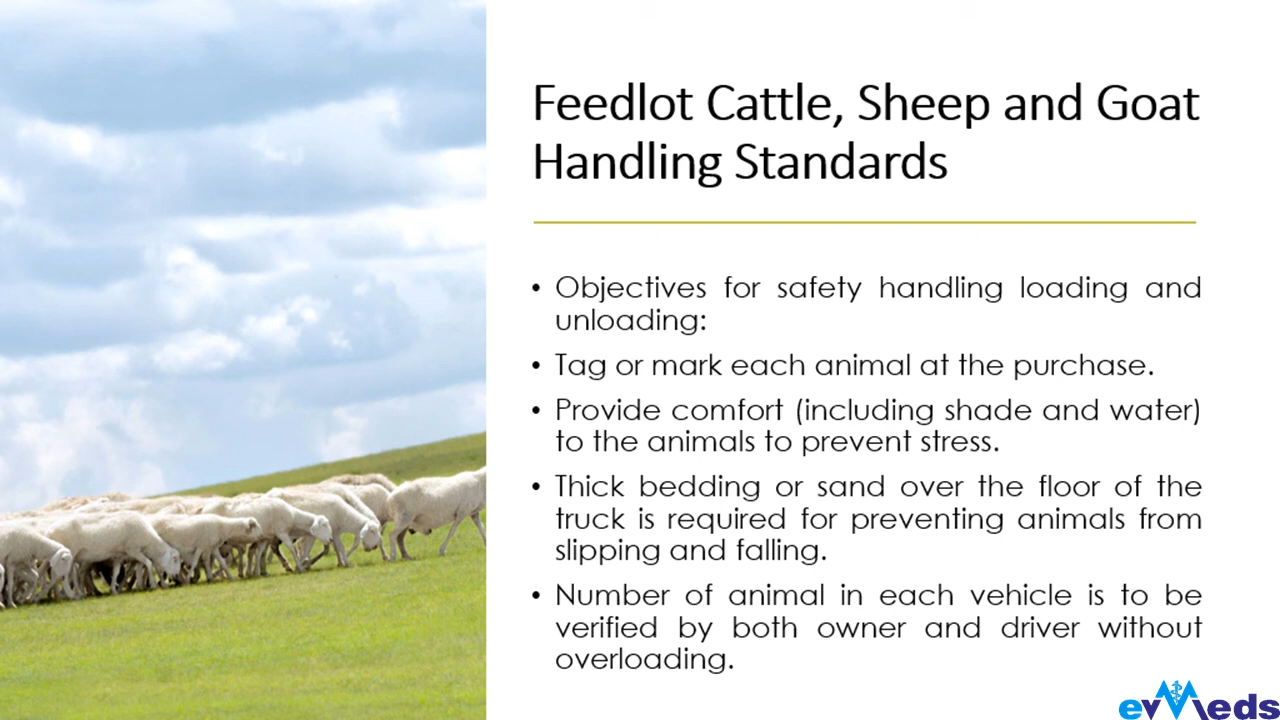 Feedlot Cattle, Sheep and Goat
Handling Standards
• Objectives for safety handling loading and
unloading:
• Tag or mark each animal at the purchase.
• Provide comfort (including shade and water)
to the animals to prevent stress.
• Thick bedding or sand over the floor of the
truck is required for preventing animals from
slipping and falling.
• Number of animal in each vehicle is to be
verified by both owner and driver without
overloading.
evMeds